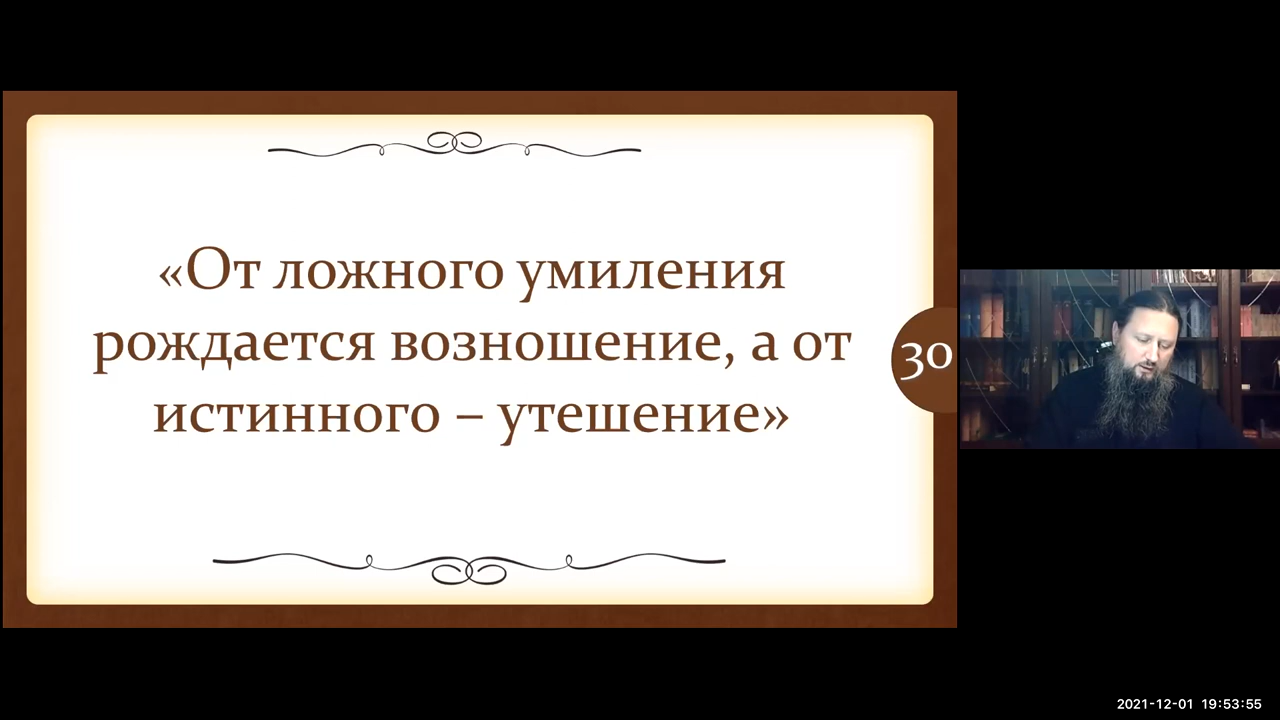 «От ложного умиления
рождается возношение, а от
истинного – утешение»
30
2021-12-01 19:53:55